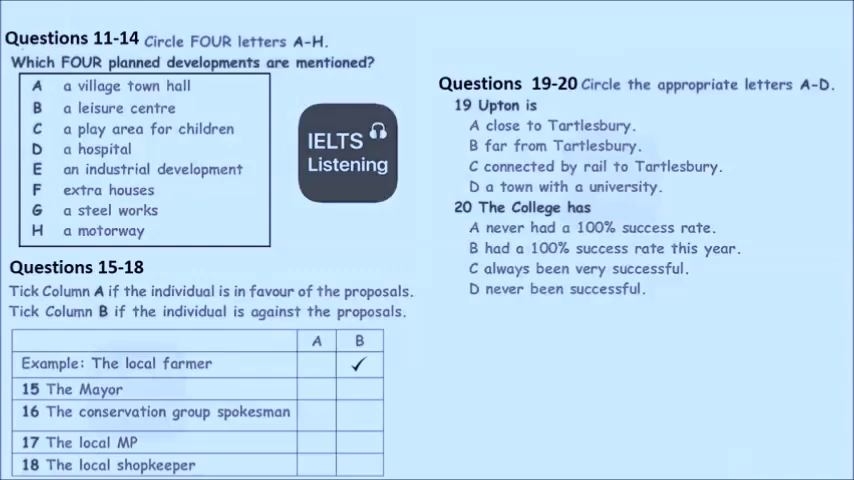 Questions 11-14 Circle FOUR letters A-H.
Which FOUR planned developments are mentioned?
A a village town hall
B a leisure centre
C a play area for children
D a hospital
E an industrial development
F extra houses
G a steel works
H a motorway
IELTS
Listening
Questions 15-18
Tick Column A if the individual is in favour of the proposals.
Tick Column B if the individual is against the proposals.
A B
Example: The local farmer ✓
15 The Mayor
16 The conservation group spokesman
17 The local MP
18 The local shopkeeper
Questions 19-20 Circle the appropriate letters A-D.
19 Upton is
A close to Tartlesbury.
B far from Tartlesbury.
C connected by rail to Tartlesbury.
D a town with a university.
20 The College has
A never had a 100% success rate.
B had a 100% success rate this year.
C always been very successful.
D never been successful.